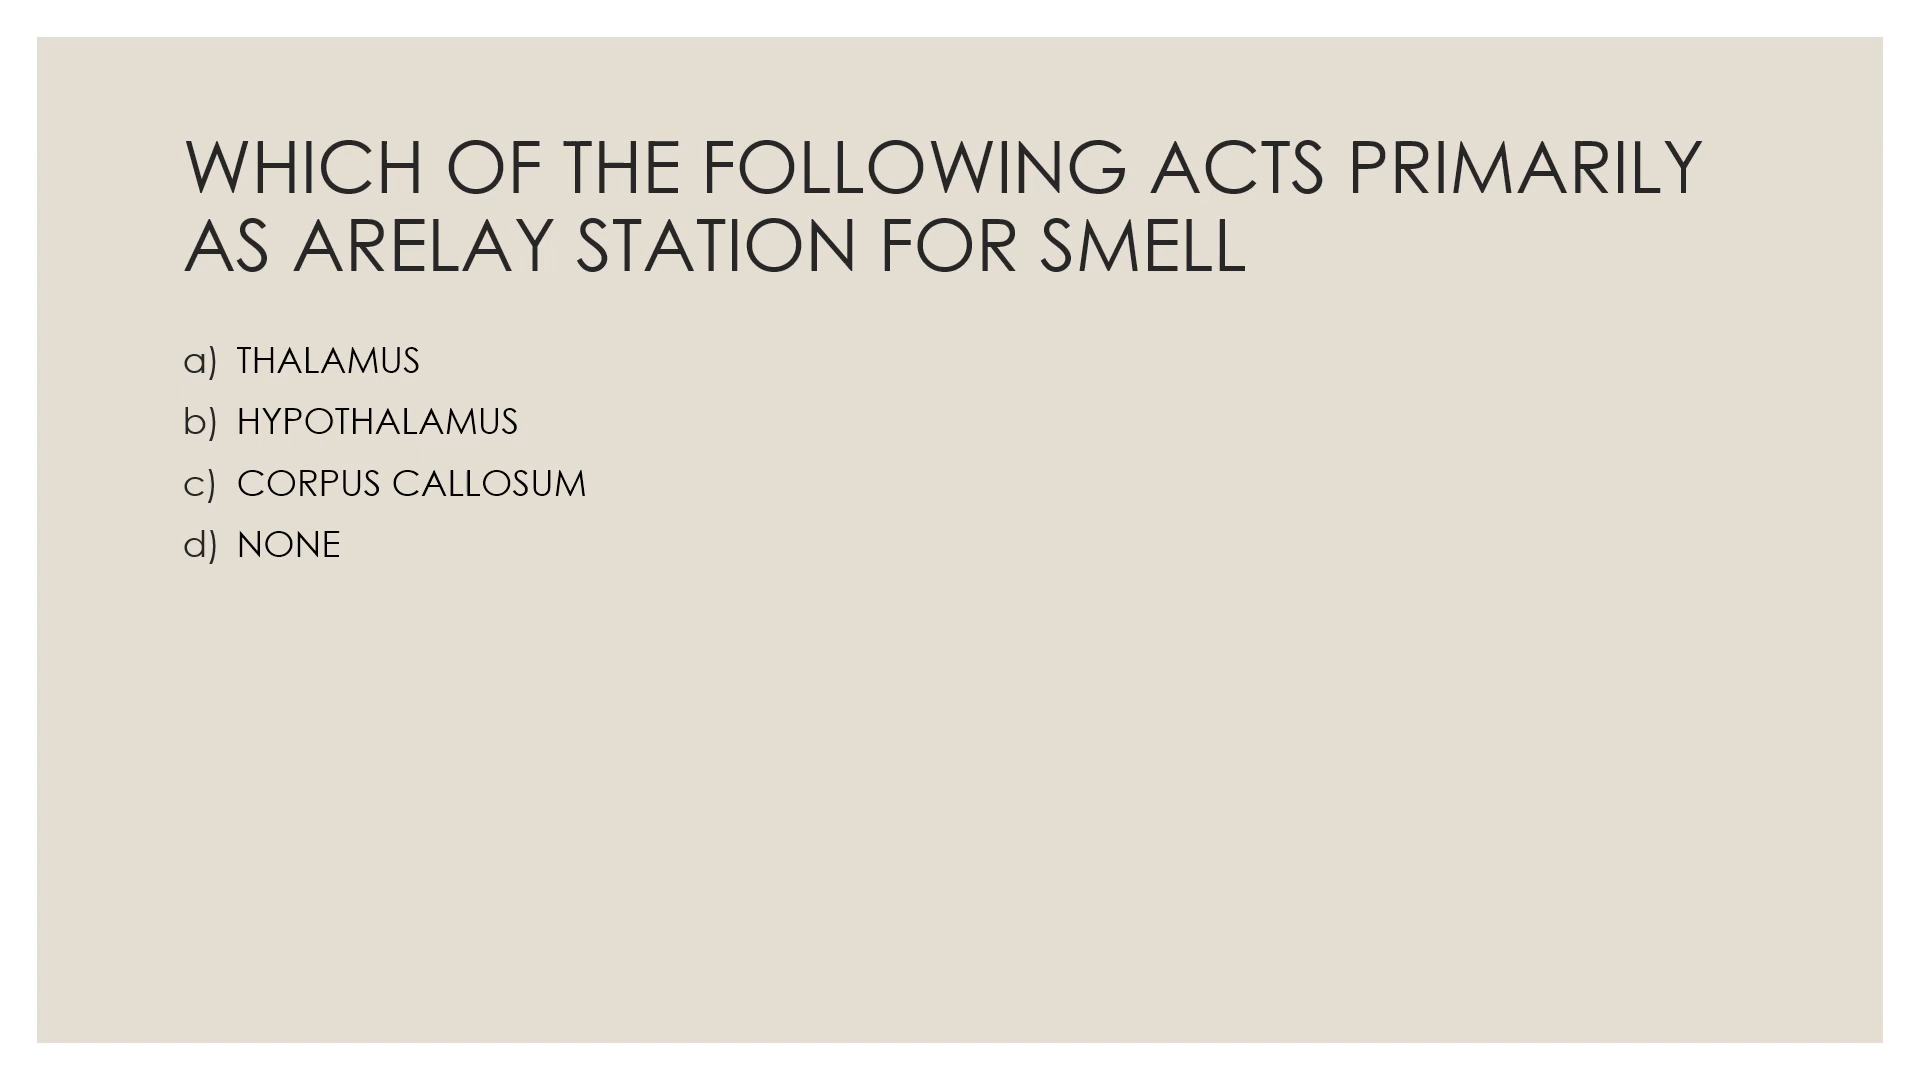 WHICH OF THE FOLLOWING ACTS PRIMARILY
AS ARELAY STATION FOR SMELL
a) THALAMUS
b) HYPOTHALAMUS
c) CORPUS CALLOSUM
d) NONE